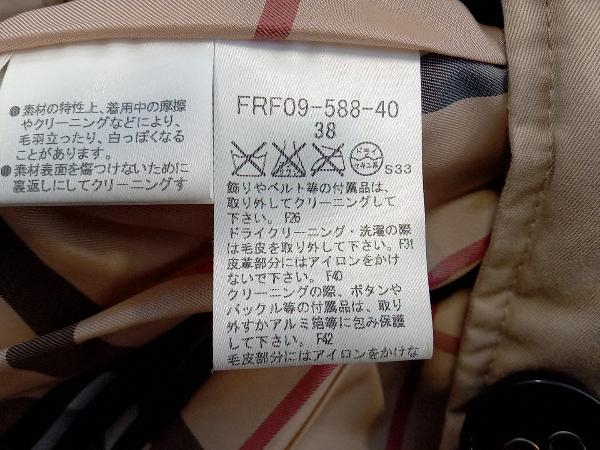 ●素材の特性上、着用中の摩擦
やクリーニングなどにより、
毛羽立ったり、白っぽくなる
ことがあります。
●素材表面を傷つけないために
裏返しにしてクリーニングす
FRF09-588-40
38
ドライ
セキユ系
S33
飾りやベルト等の付属品は、
取り外してクリーニングして
下さい。F26
ドライクリーニング・洗濯の際
は毛皮を取り外して下さい。F31
皮革部分にはアイロンをかけ
ないで下さい。F40
クリーニングの際、ボタンや
バックル等の付属品は、取り
外すかアルミ箔等に包み保護
して下さい。F42
毛皮部分にはアイロンをかけな